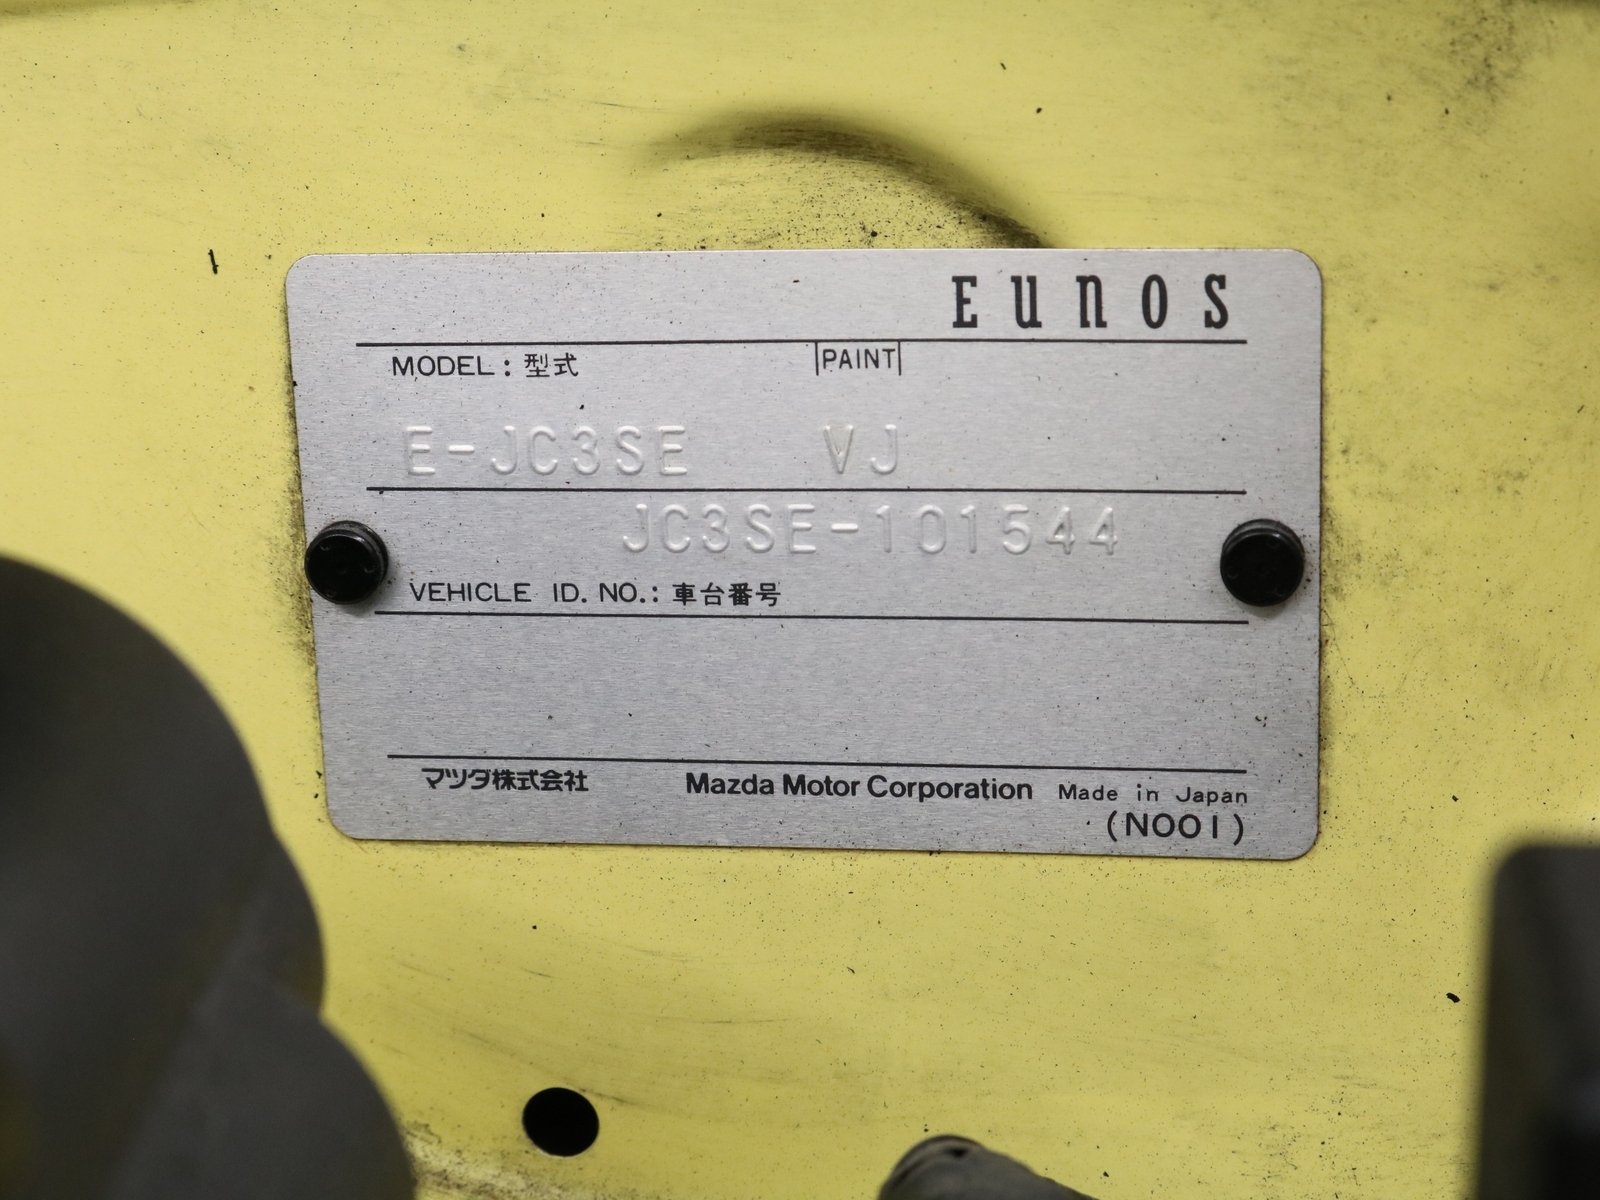 EUNOS
MODEL : 型式 PAINT
E-JC3SE VJ
JC3SE-101544
VEHICLE ID. NO. : 車台番号
マツダ株式会社 Mazda Motor Corporation Made in Japan
(N001)